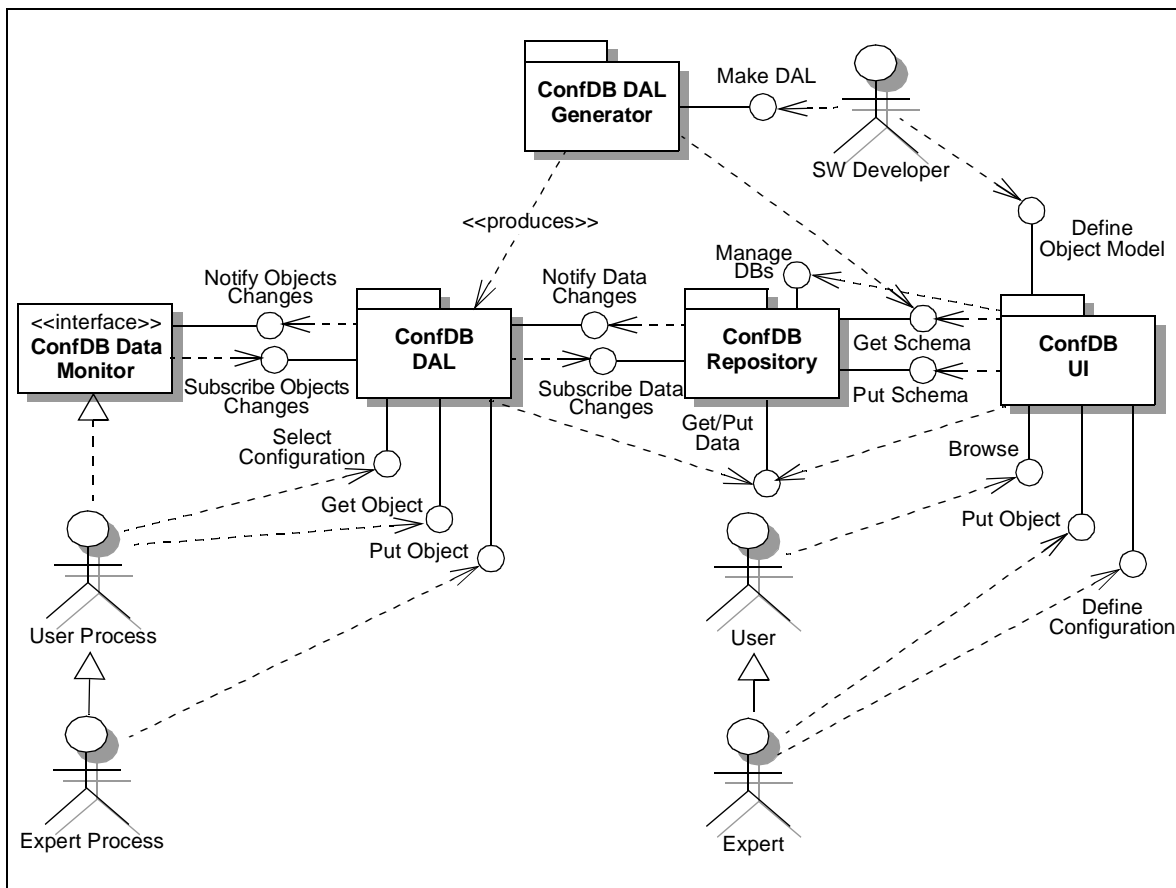 ConfDB DAL
Generator
Make DAL
SW Developer
<<produces>>
Define
Object Model
Manage
DBs
Notify Objects
Changes
Notify Data
Changes
<<interface>>
ConfDB Data
Monitor
ConfDB
DAL
ConfDB
Repository
Get Schema
ConfDB
UI
Subscribe Objects
Changes
Subscribe Data
Changes
Put Schema
Get/Put
Data
Select
Configuration
Browse
Get Object
Put Object
Put Object
Define
Configuration
User Process
User
Expert Process
Expert